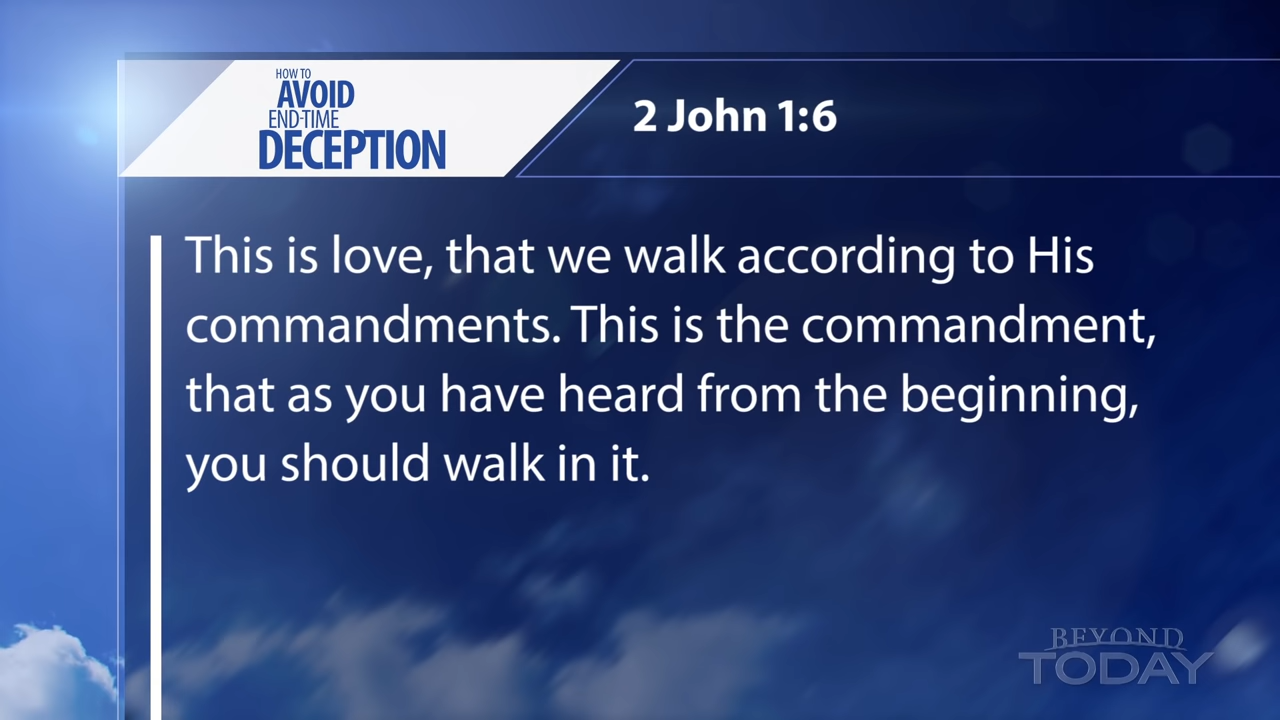 HOW TO
AVOID
END-TIME
DECEPTION
2 John 1:6
This is love, that we walk according to His
commandments. This is the commandment,
that as you have heard from the beginning,
you should walk in it.
BEYOND
TODAY